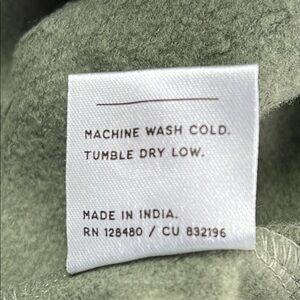 MACHINE WASH COLD.
TUMBLE DRY LOW.
MADE IN INDIA.
RN 128480 / CU 832196